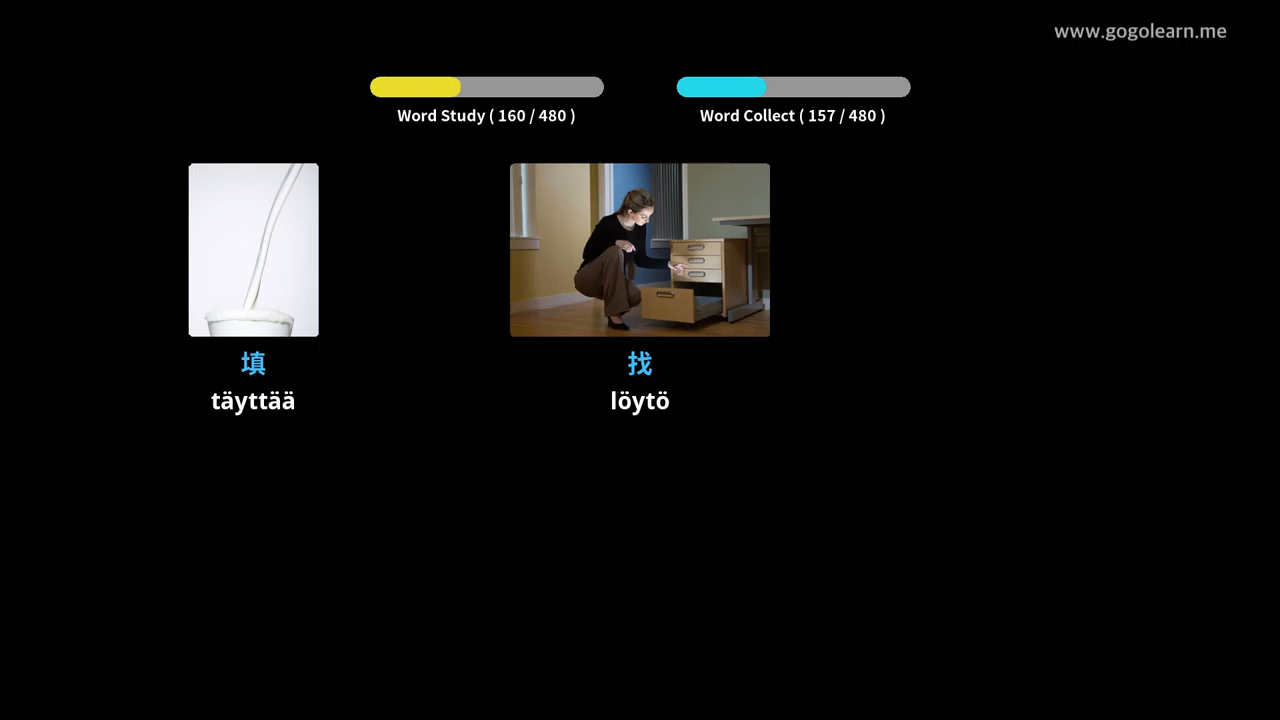 www.gogolearn.me
Word Study ( 160 / 480 )
Word Collect ( 157 / 480 )
填
täyttää
找
löytö